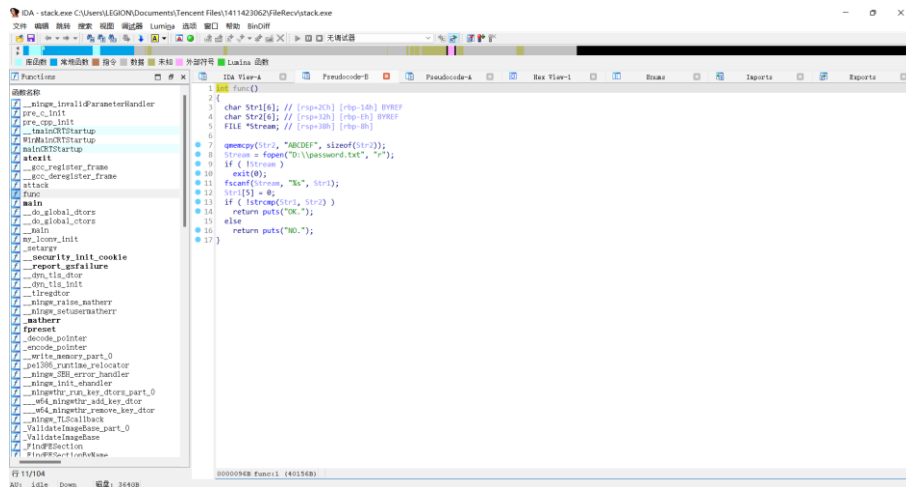 IDA - stack.exe C:\Users\LEGION\Documents\Tencent Files\1411423062\FileRecv\stack.exe
文件 编辑 跳转 搜索 视图 调试器 Lumina 选项 窗口 帮助 BinDiff
无调试器
库函数 常规函数 指令 数据 未知 外部符号 Lumina 函数
Functions
IDA View-A Pseudocode-B Pseudocode-A Hex View-1 Enums Imports Exports
函数名称
__mingw_invalidParameterHandler
pre_c_init
pre_cpp_init
__tmainCRTStartup
WinMainCRTStartup
mainCRTStartup
atexit
__gcc_register_frame
__gcc_deregister_frame
attack
func
main
__do_global_dtors
__do_global_ctors
__main
my_lconv_init
_setargv
__security_init_cookie
__report_gsfailure
__dyn_tls_dtor
__dyn_tls_init
__tlregdtor
__mingw_raise_matherr
__mingw_setusermatherr
_matherr
fpreset
_decode_pointer
_encode_pointer
__write_memory_part_0
_pei386_runtime_relocator
__mingw_SEH_error_handler
__mingw_init_ehandler
__mingwthr_run_key_dtors_part_0
___w64_mingwthr_add_key_dtor
___w64_mingwthr_remove_key_dtor
__mingw_TLScallback
_ValidateImageBase_part_0
_ValidateImageBase
_FindPESection
_FindPESectionByName
行 11/104
1 int func()
2 {
3 char Str1[6]; // [rsp+2Ch] [rbp-14h] BYREF
4 char Str2[6]; // [rsp+32h] [rbp-Eh] BYREF
5 FILE *Stream; // [rsp+38h] [rbp-8h]
6
7 qmemcpy(Str2, "ABCDEF", sizeof(Str2));
8 Stream = fopen("D:\\password.txt", "r");
9 if ( !Stream )
10 exit(0);
11 fscanf(Stream, "%s", Str1);
12 Str1[5] = 0;
13 if ( !strcmp(Str1, Str2) )
14 return puts("OK.");
15 else
16 return puts("NO.");
17 }
0000096B func:1 (40156B)
AU: idle Down 磁盘: 364GB